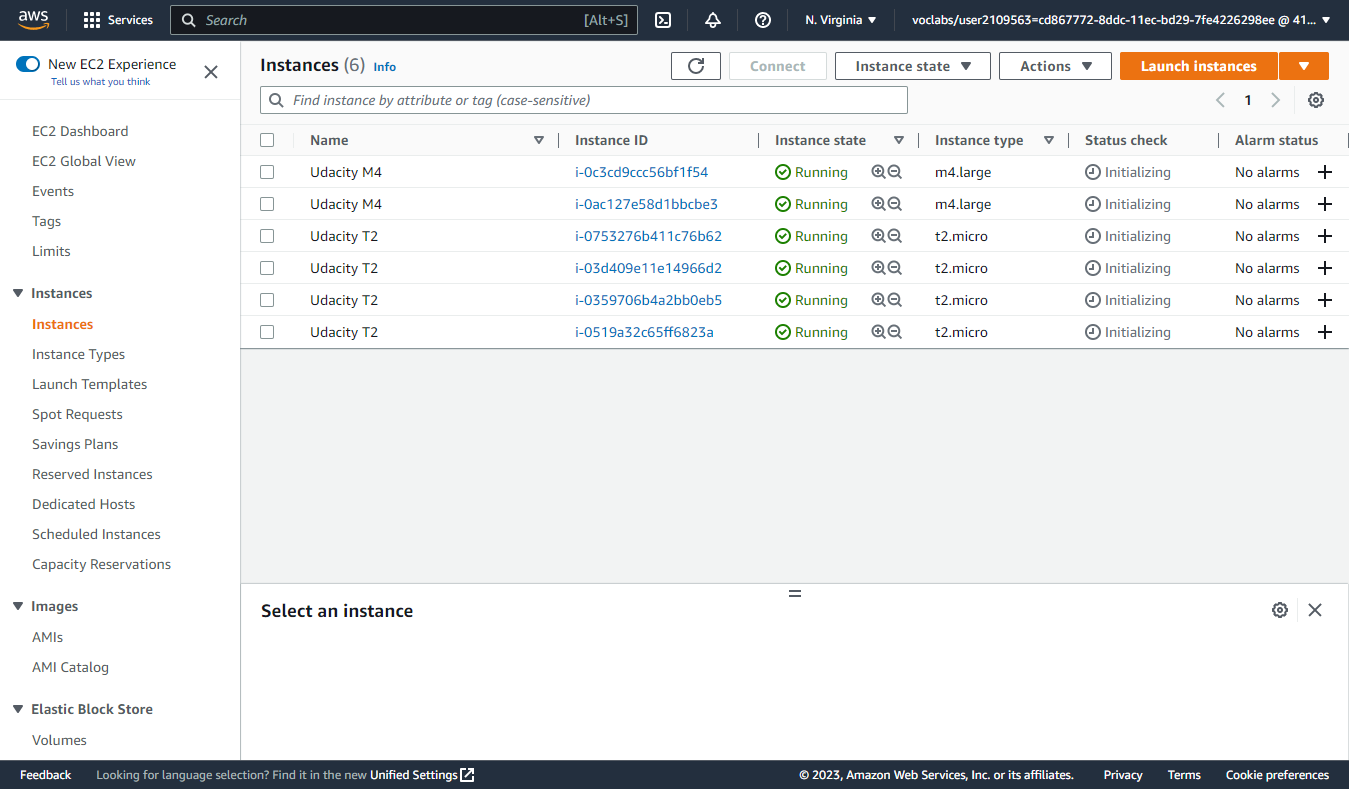 aws Services Search [Alt+S] N. Virginia voclabs/user2109563=cd867772-8ddc-11ec-bd29-7fe4226298ee @ 41...
New EC2 Experience
Tell us what you think
EC2 Dashboard
EC2 Global View
Events
Tags
Limits
Instances
Instances
Instance Types
Launch Templates
Spot Requests
Savings Plans
Reserved Instances
Dedicated Hosts
Scheduled Instances
Capacity Reservations
Images
AMIs
AMI Catalog
Elastic Block Store
Volumes
Instances (6) Info Connect Instance state Actions Launch instances
Find instance by attribute or tag (case-sensitive) 1
Name Instance ID Instance state Instance type Status check Alarm status
Udacity M4 i-0c3cd9ccc56bf1f54 Running m4.large Initializing No alarms
Udacity M4 i-0ac127e58d1bbcbe3 Running m4.large Initializing No alarms
Udacity T2 i-0753276b411c76b62 Running t2.micro Initializing No alarms
Udacity T2 i-03d409e11e14966d2 Running t2.micro Initializing No alarms
Udacity T2 i-0359706b4a2bb0eb5 Running t2.micro Initializing No alarms
Udacity T2 i-0519a32c65ff6823a Running t2.micro Initializing No alarms
Select an instance
Feedback Looking for language selection? Find it in the new Unified Settings © 2023, Amazon Web Services, Inc. or its affiliates. Privacy Terms Cookie preferences